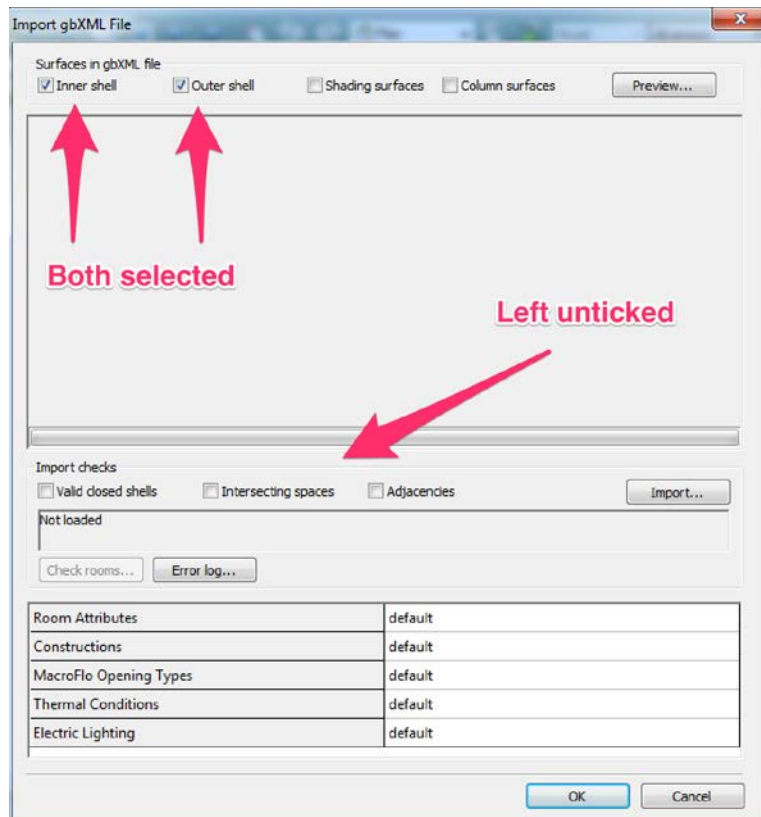 Import gbXML File
Surfaces in gbXML file
Inner shell Outer shell Shading surfaces Column surfaces Preview...
Both selected
Left unticked
Import checks
Valid closed shells Intersecting spaces Adjacencies Import...
Not loaded
Check rooms... Error log...
Room Attributes default
Constructions default
MacroFlo Opening Types default
Thermal Conditions default
Electric Lighting default
OK Cancel